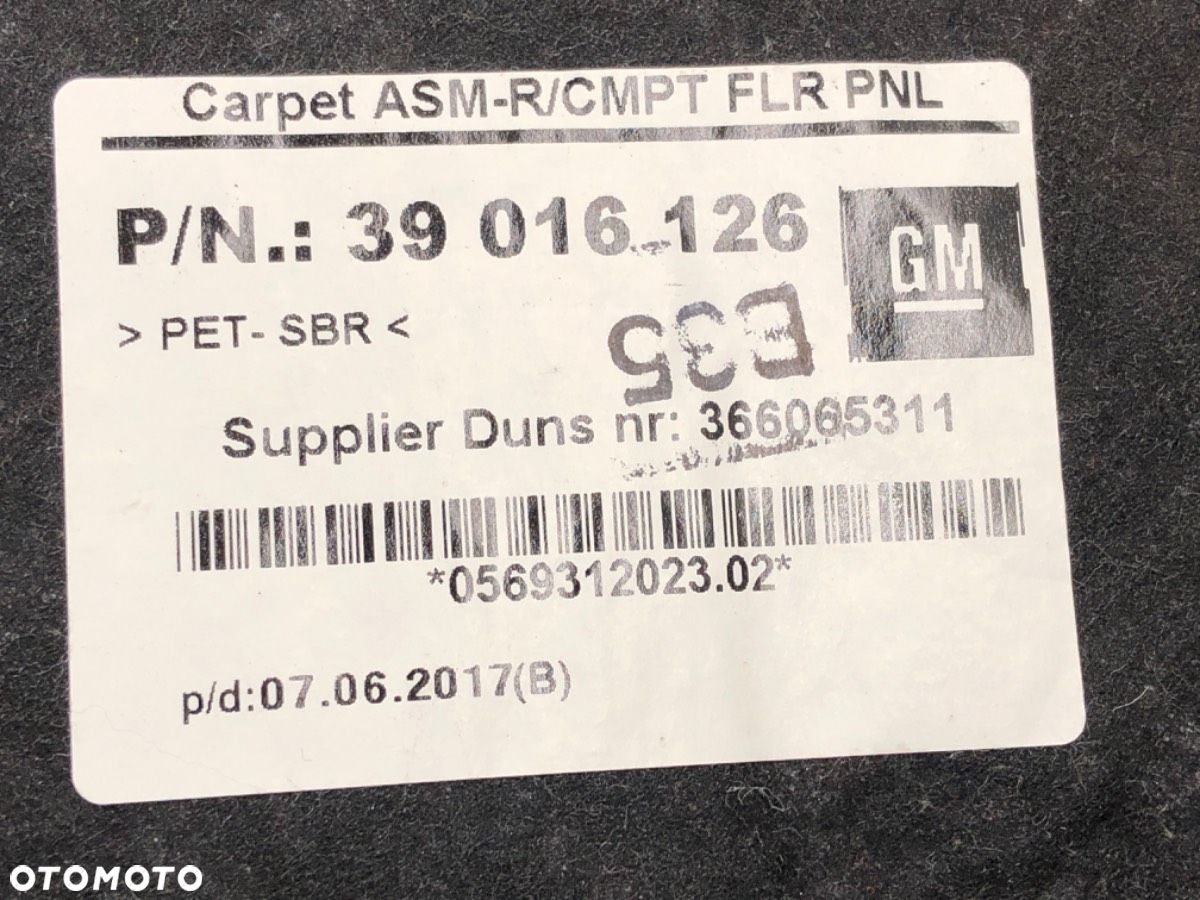 Carpet ASM-R/CMPT FLR PNL
P/N.: 39 016 126
GM
> PET- SBR <
E35
Supplier Duns nr: 366065311
*0569312023.02*
p/d:07.06.2017(B)
OTOMOTO